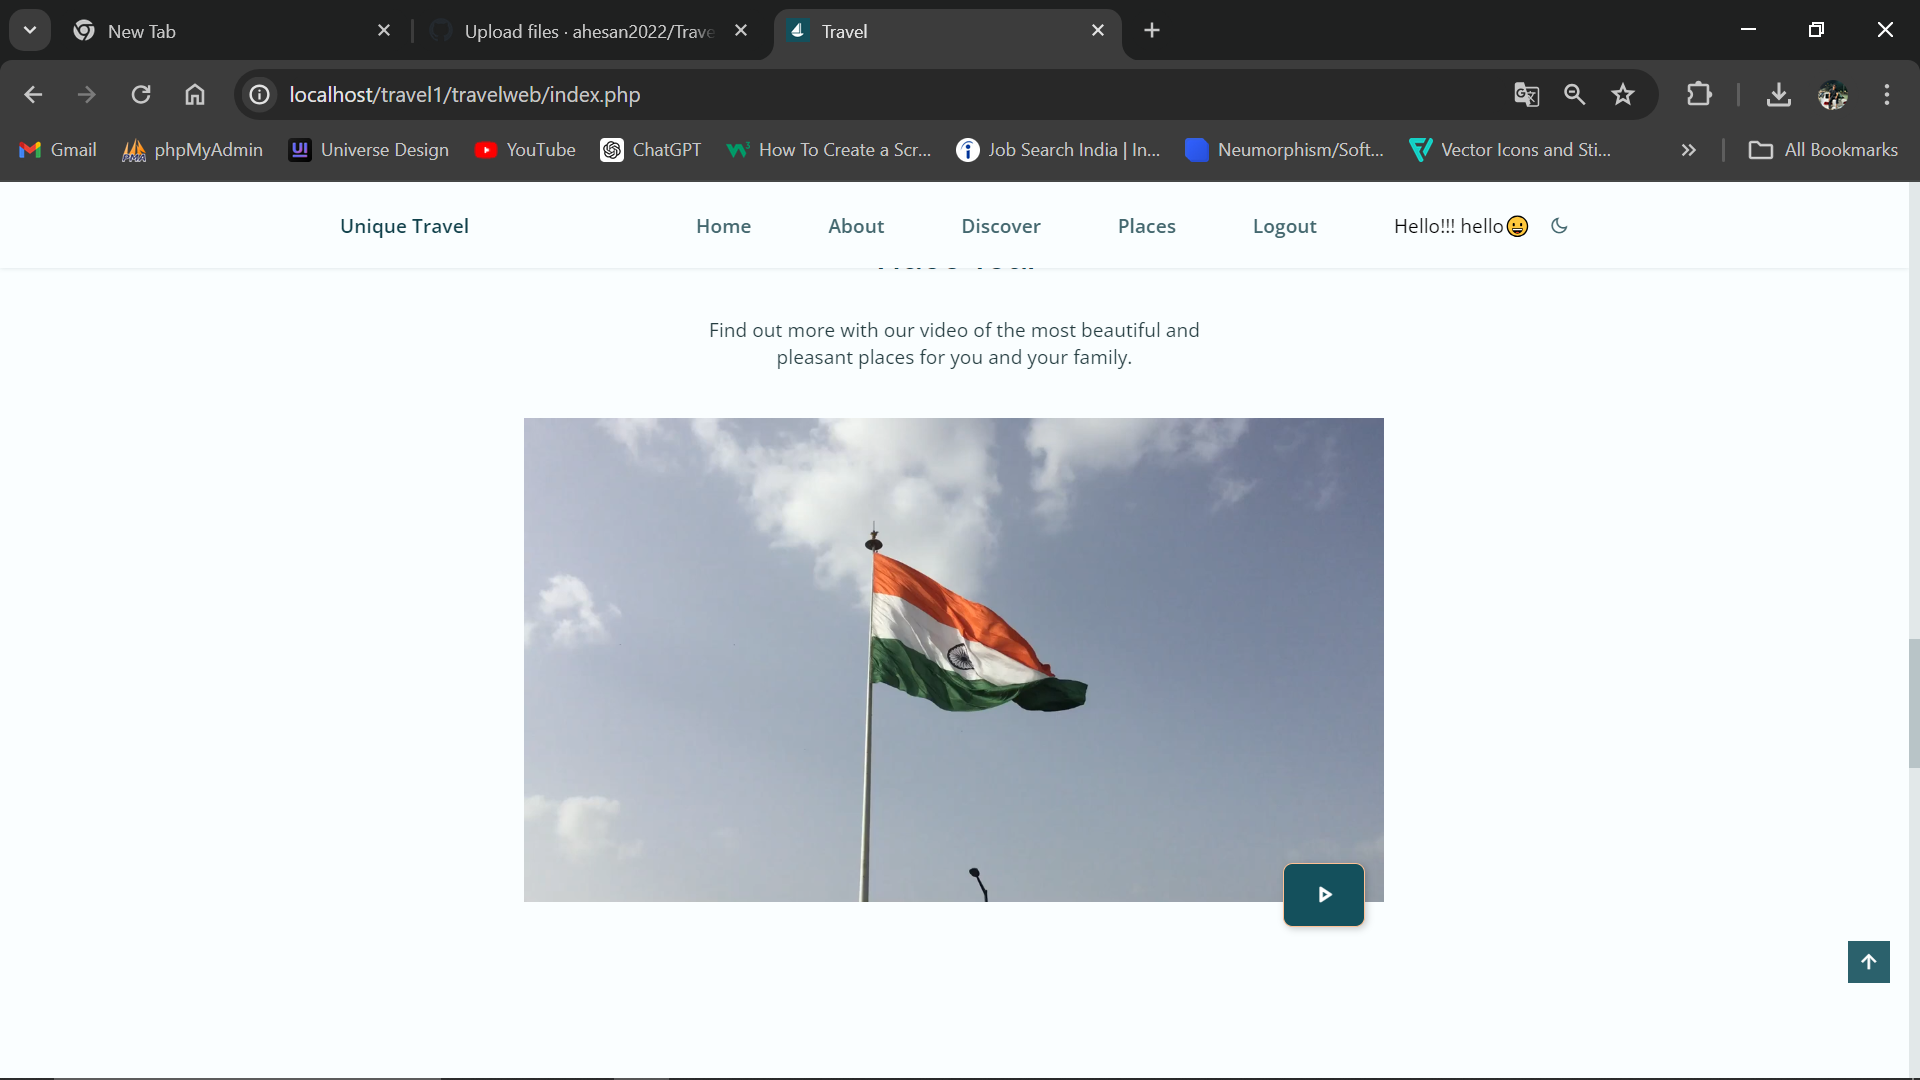 New Tab
Upload files · ahesan2022/Trave
Travel
localhost/travel1/travelweb/index.php
Gmail
phpMyAdmin
Universe Design
YouTube
ChatGPT
How To Create a Scr...
Job Search India | In...
Neumorphism/Soft...
Vector Icons and Sti...
All Bookmarks
Unique Travel
Home
About
Discover
Places
Logout
Hello!!! hello😀
Find out more with our video of the most beautiful and
pleasant places for you and your family.